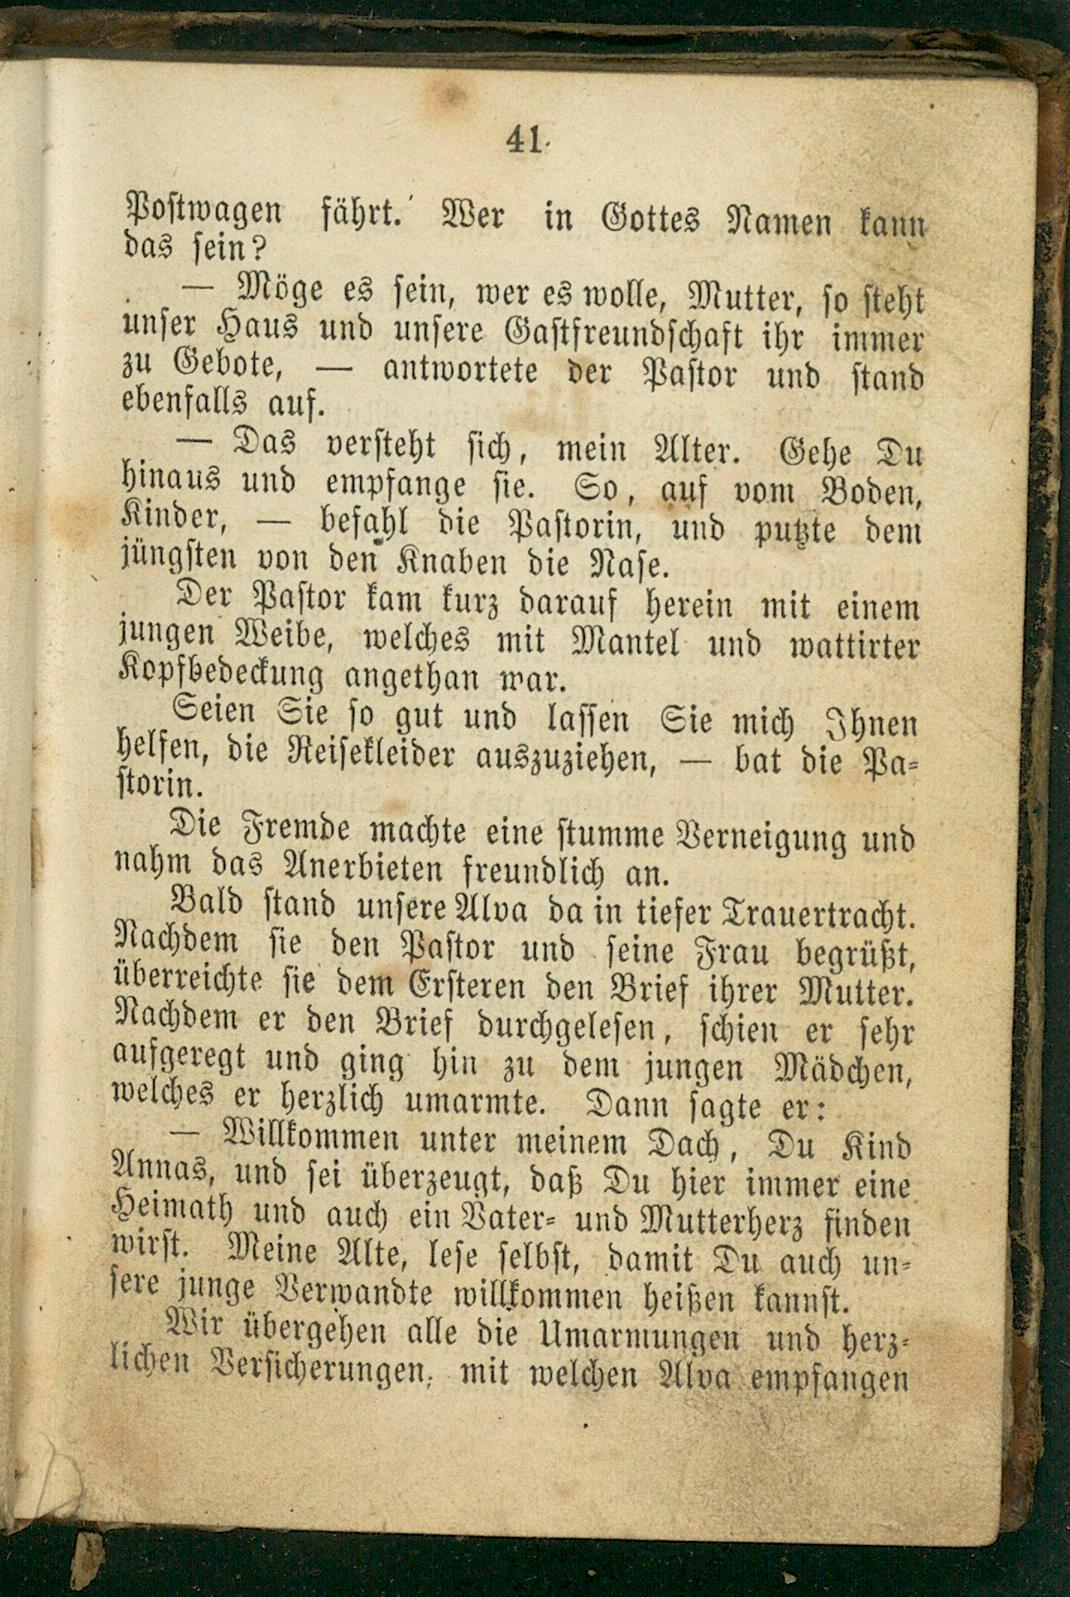 41.
Postwagen fährt. Wer in Gottes Namen kann
das sein?
— Möge es sein, wer es wolle, Mutter, so steht
unser Haus und unsere Gastfreundschaft ihr immer
zu Gebote, — antwortete der Pastor und stand
ebenfalls auf.
— Das versteht sich, mein Alter. Gehe Du
hinaus und empfange sie. So, auf vom Boden,
Kinder, — befahl die Pastorin, und putzte dem
jüngsten von den Knaben die Nase.
Der Pastor kam kurz darauf herein mit einem
jungen Weibe, welches mit Mantel und wattirter
Kopfbedeckung angethan war.
Seien Sie so gut und lassen Sie mich Ihnen
helfen, die Reisekleider auszuziehen, — bat die Pa-
storin.
Die Fremde machte eine stumme Verneigung und
nahm das Anerbieten freundlich an.
Bald stand unsere Alva da in tiefer Trauertracht.
Nachdem sie den Pastor und seine Frau begrüßt,
überreichte sie dem Ersteren den Brief ihrer Mutter.
Nachdem er den Brief durchgelesen, schien er sehr
aufgeregt und ging hin zu dem jungen Mädchen,
welches er herzlich umarmte. Dann sagte er:
— Willkommen unter meinem Dach, Du Kind
Annas, und sei überzeugt, daß Du hier immer eine
Heimath und auch ein Vater- und Mutterherz finden
wirst. Meine Alte, lese selbst, damit Du auch un-
sere junge Verwandte willkommen heißen kannst.
Wir übergehen alle die Umarmungen und herz-
lichen Versicherungen, mit welchen Alva empfangen